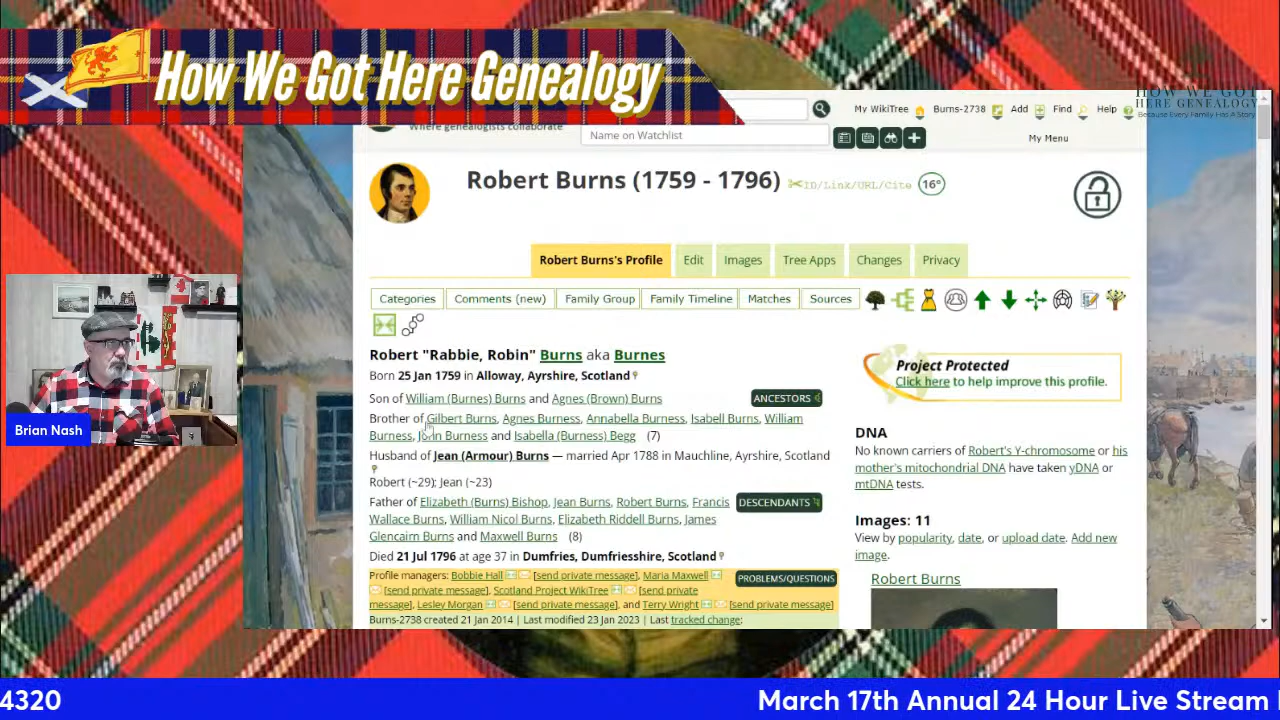 How We Got Here Genealogy
My WikiTree Burns-2738 Add Find Help
HERE GENEALOGY
Because Every Family Has A Story
Where genealogists collaborate
Name on Watchlist
My Menu
Robert Burns (1759 - 1796) ID/Link/URL/Cite 16°
Robert Burns's Profile Edit Images Tree Apps Changes Privacy
Categories Comments (new) Family Group Family Timeline Matches Sources
Robert "Rabbie, Robin" Burns aka Burnes
Born 25 Jan 1759 in Alloway, Ayrshire, Scotland
Son of William (Burnes) Burns and Agnes (Brown) Burns
ANCESTORS
Brother of Gilbert Burns, Agnes Burness, Annabella Burness, Isabell Burns, William
Burness, John Burness and Isabella (Burness) Begg (7)
Husband of Jean (Armour) Burns — married Apr 1788 in Mauchline, Ayrshire, Scotland
Robert (~29); Jean (~23)
Father of Elizabeth (Burns) Bishop, Jean Burns, Robert Burns, Francis
DESCENDANTS
Wallace Burns, William Nicol Burns, Elizabeth Riddell Burns, James
Glencairn Burns and Maxwell Burns (8)
Died 21 Jul 1796 at age 37 in Dumfries, Dumfriesshire, Scotland
Profile managers: Bobbie Hall [send private message], Maria Maxwell
PROBLEMS/QUESTIONS
[send private message], Scotland Project WikiTree [send private
message], Lesley Morgan [send private message], and Terry Wright [send private message]
Burns-2738 created 21 Jan 2014 | Last modified 23 Jan 2023 | Last tracked change:
Project Protected
Click here to help improve this profile.
DNA
No known carriers of Robert's Y-chromosome or his
mother's mitochondrial DNA have taken yDNA or
mtDNA tests.
Images: 11
View by popularity, date, or upload date. Add new
image.
Robert Burns
Brian Nash
4320
March 17th Annual 24 Hour Live Stream